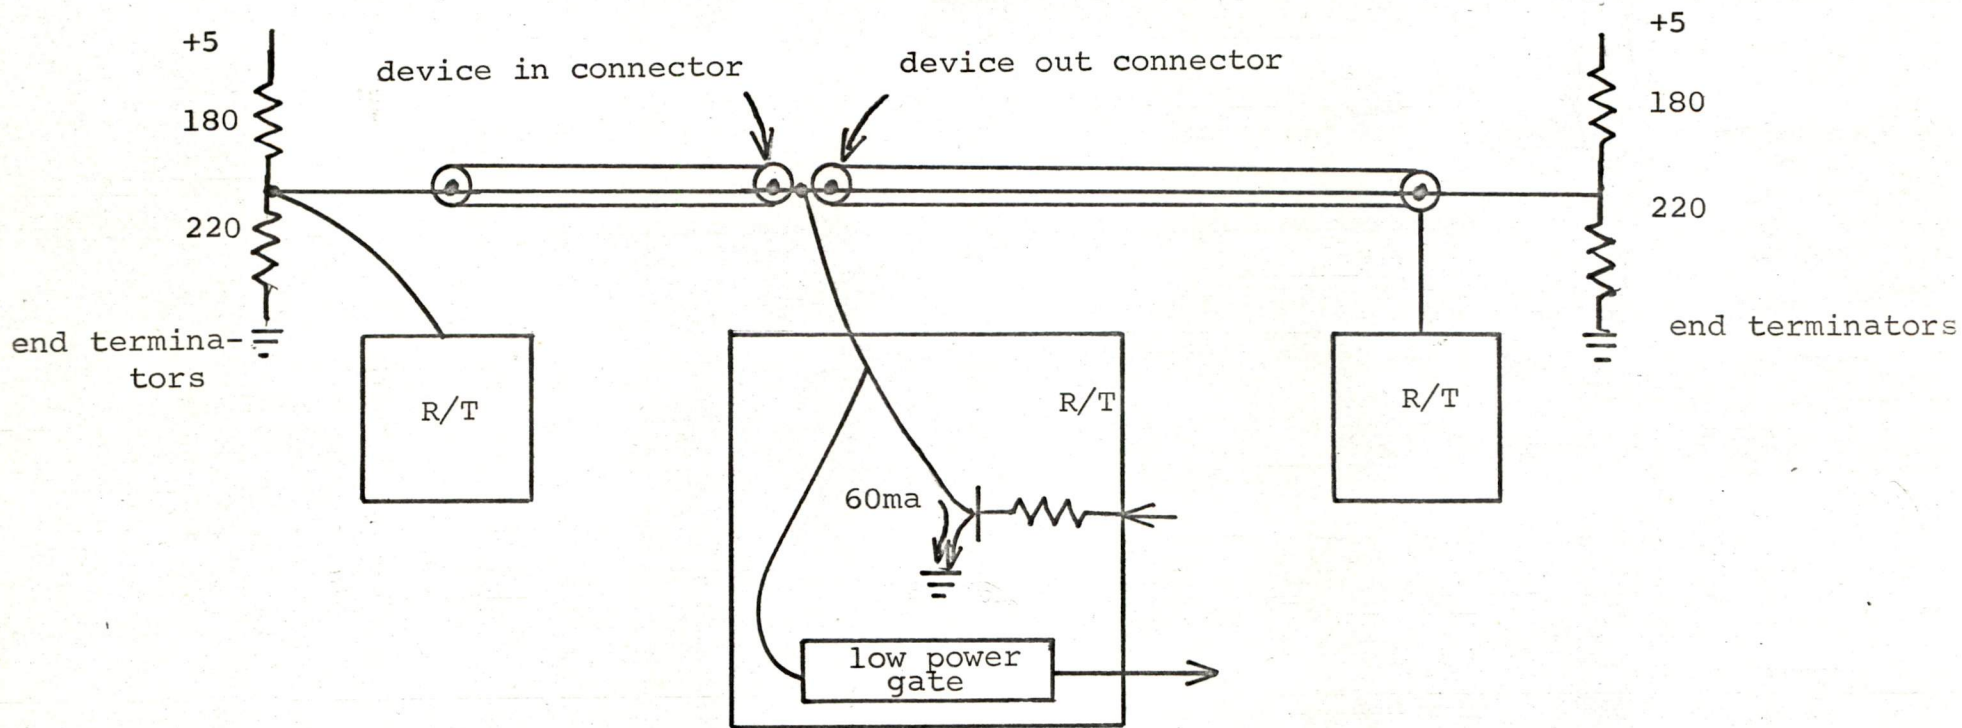 +5
180
220
end termina-
tors
device in connector
device out connector
+5
180
220
end terminators
R/T
R/T
60ma
low power
gate
R/T